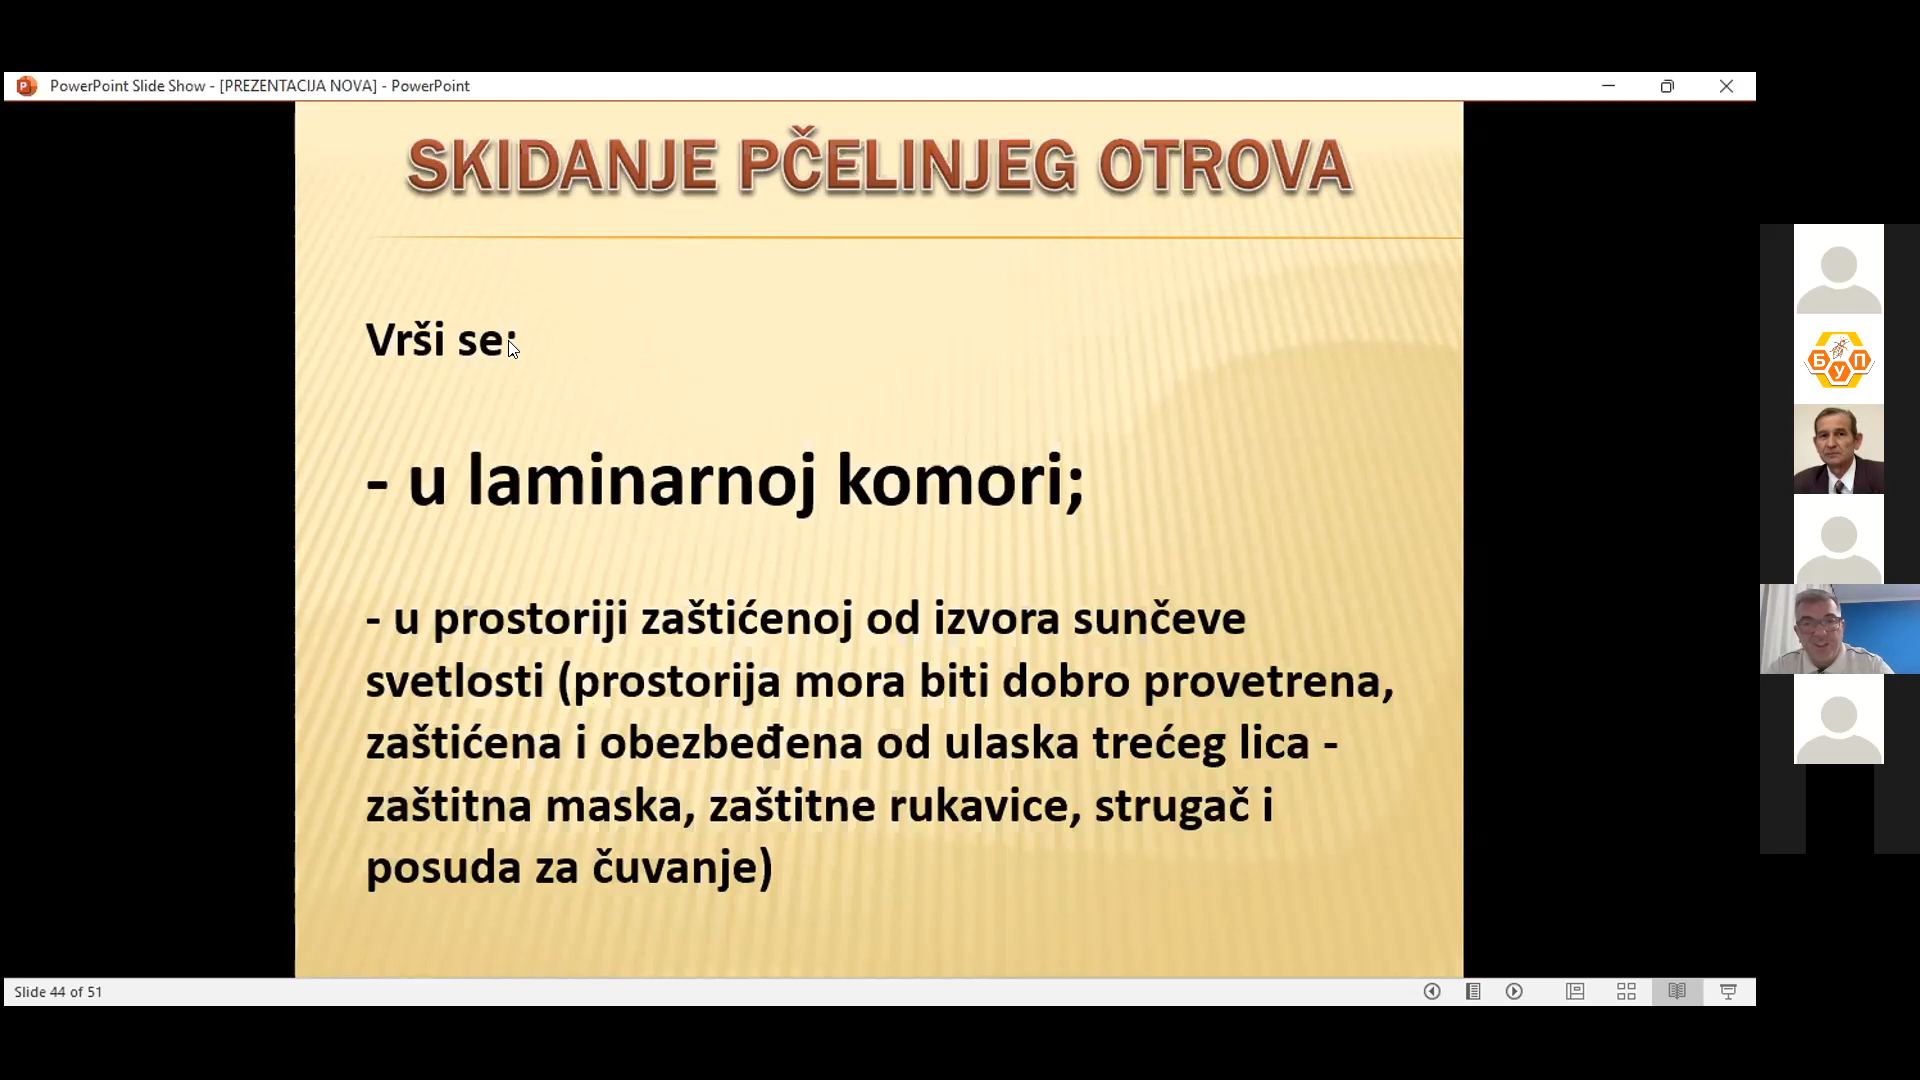 PowerPoint Slide Show - [PREZENTACIJA NOVA] - PowerPoint
SKIDANJE PČELINJEG OTROVA
Vrši se:
- u laminarnoj komori;
- u prostoriji zaštićenoj od izvora sunčeve
svetlosti (prostorija mora biti dobro provetrena,
zaštićena i obezbeđena od ulaska trećeg lica -
zaštitna maska, zaštitne rukavice, strugač i
posuda za čuvanje)
Б У П
Slide 44 of 51